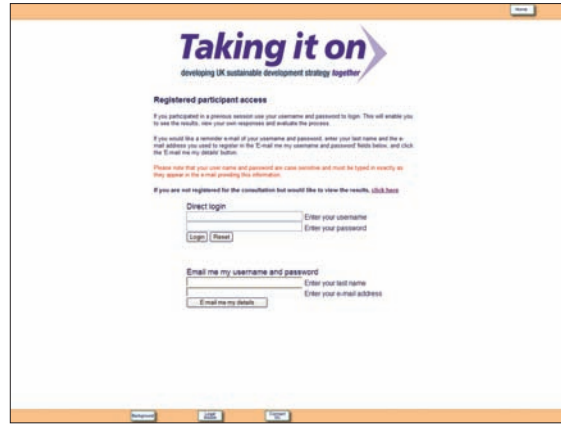 Home
Taking it on
developing UK sustainable development strategy together
Registered participant access
If you participated in a previous session use your username and password to login. This will enable you
to see the results, view your own responses and evaluate the process.
If you would like a reminder e-mail of your username and password, enter your last name and the e-
mail address you used to register in the 'E-mail me my username and password' fields below, and click
the 'E-mail me my details' button.
Please note that your user name and password are case sensitive and must be typed in exactly as
they appear in the e-mail providing this information.
If you are not registered for the consultation but would like to view the results, click here
Direct login
Enter your username
Enter your password
Login Reset
Email me my username and password
Enter your last name
Enter your e-mail address
E-mail me my details
Background
Legal
Contact
Us